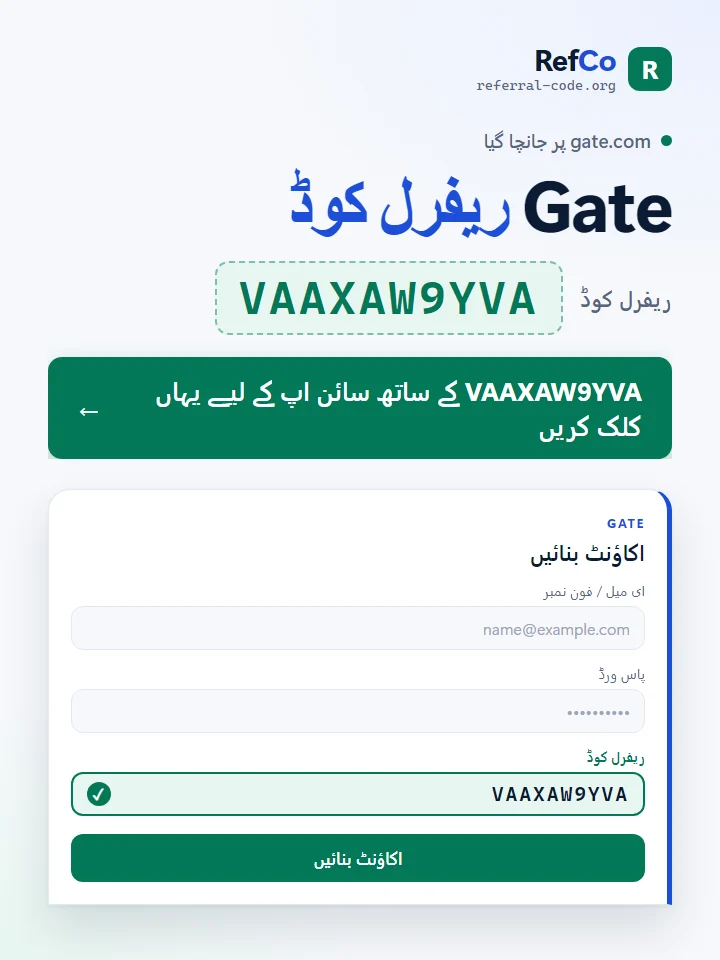 R
RefCo
referral-code.org
gate.com پر جانچا گیا
Gate ریفرل کوڈ
ریفرل کوڈ
VAAXAW9YVA
VAAXAW9YVA کے ساتھ سائن اپ کے لیے یہاں
کلک کریں
←
GATE
اکاؤنٹ بنائیں
ای میل / فون نمبر
name@example.com
پاس ورڈ
••••••••••
ریفرل کوڈ
VAAXAW9YVA
✓
اکاؤنٹ بنائیں